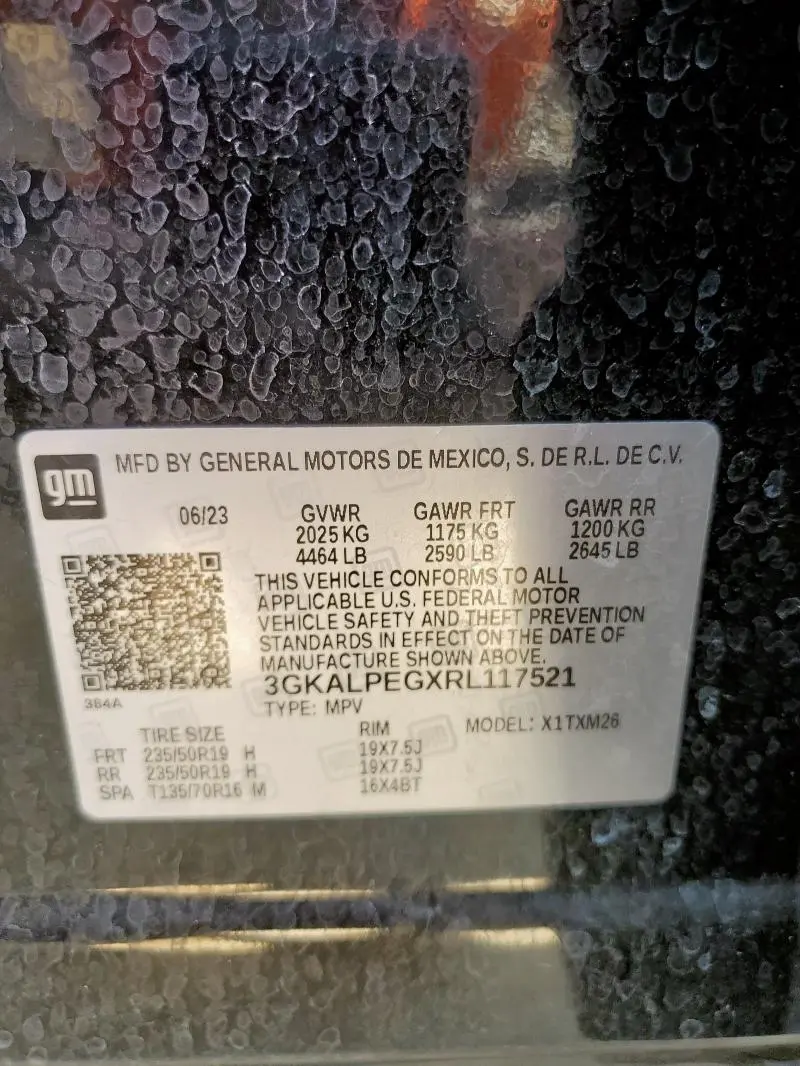 gm
MFD BY GENERAL MOTORS DE MEXICO, S. DE R.L. DE C.V.
06/23 GVWR GAWR FRT GAWR RR
2025 KG 1175 KG 1200 KG
4464 LB 2590 LB 2645 LB
THIS VEHICLE CONFORMS TO ALL
APPLICABLE U.S. FEDERAL MOTOR
VEHICLE SAFETY AND THEFT PREVENTION
STANDARDS IN EFFECT ON THE DATE OF
MANUFACTURE SHOWN ABOVE.
3GKALPEGXRL117521
384A
TYPE: MPV
TIRE SIZE RIM MODEL: X1TXM26
FRT 235/50R19 H 19X7.5J
RR 235/50R19 H 19X7.5J
SPA T135/70R16 M 16X4BT